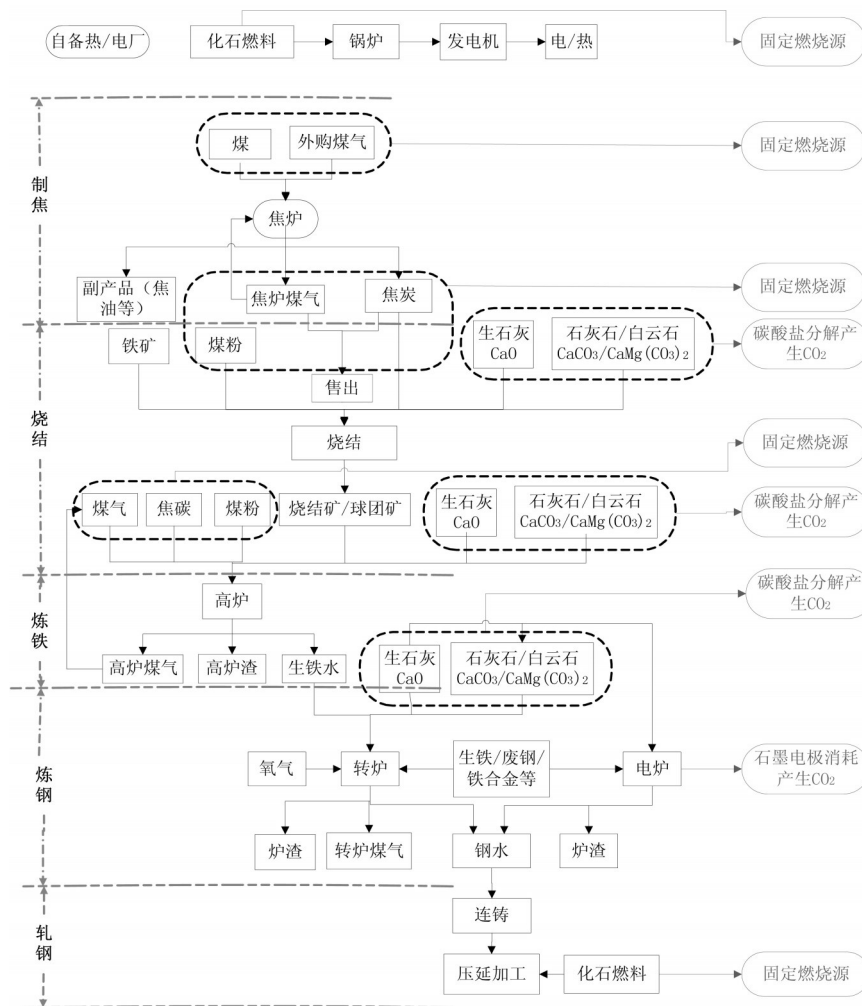 自备热/电厂
化石燃料
锅炉
发电机
电/热
固定燃烧源
制焦
煤
外购煤气
固定燃烧源
焦炉
副产品（焦
油等）
焦炉煤气
焦炭
固定燃烧源
烧结
铁矿
煤粉
生石灰
CaO
石灰石/白云石
CaCO3/CaMg(CO3)2
碳酸盐分解产
生CO2
售出
烧结
固定燃烧源
煤气
焦碳
煤粉
烧结矿/球团矿
生石灰
CaO
石灰石/白云石
CaCO3/CaMg(CO3)2
碳酸盐分解产
生CO2
炼铁
高炉
碳酸盐分解产
生CO2
高炉煤气
高炉渣
生铁水
生石灰
CaO
石灰石/白云石
CaCO3/CaMg(CO3)2
炼钢
氧气
转炉
生铁/废钢/
铁合金等
电炉
石墨电极消耗
产生CO2
炉渣
转炉煤气
钢水
炉渣
轧钢
连铸
压延加工
化石燃料
固定燃烧源